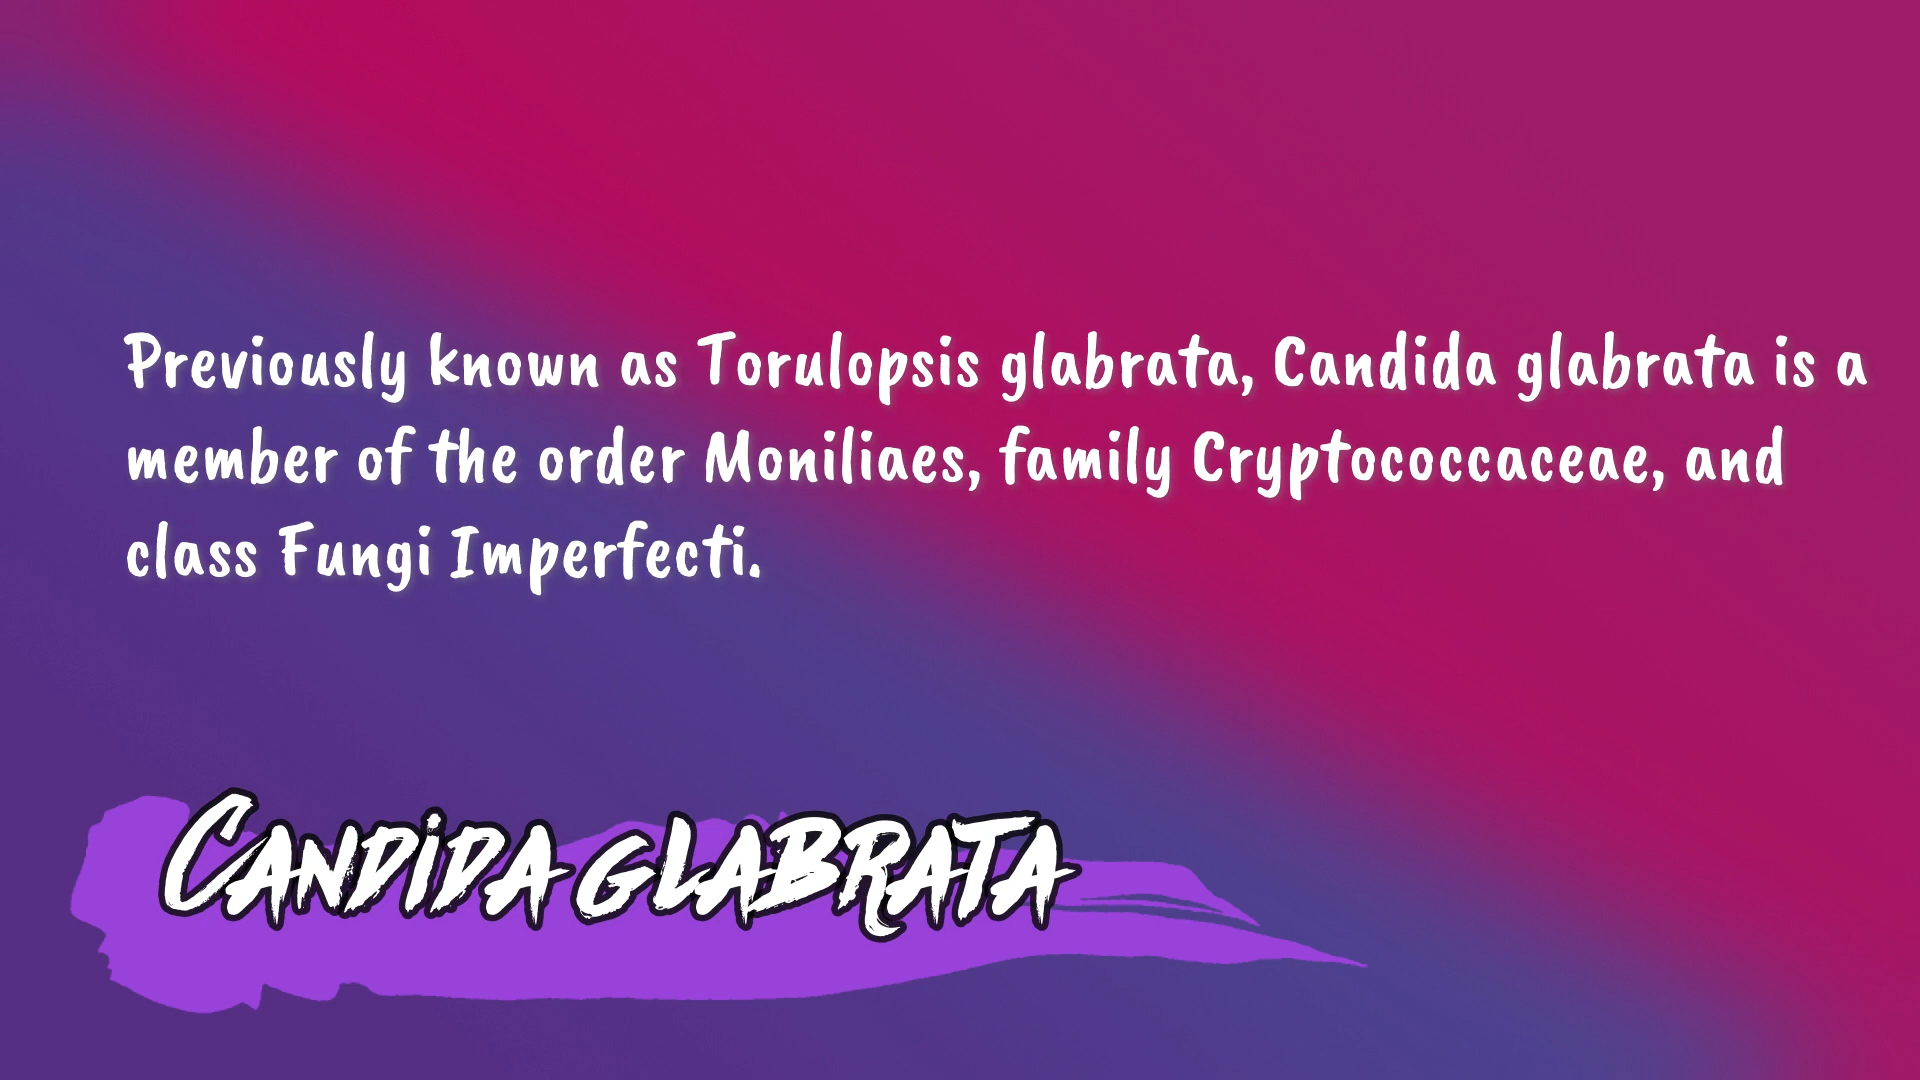 Previously known as Torulopsis glabrata, Candida glabrata is a
member of the order Moniliaes, family Cryptococcaceae, and
class Fungi Imperfecti.
Candida glabrata